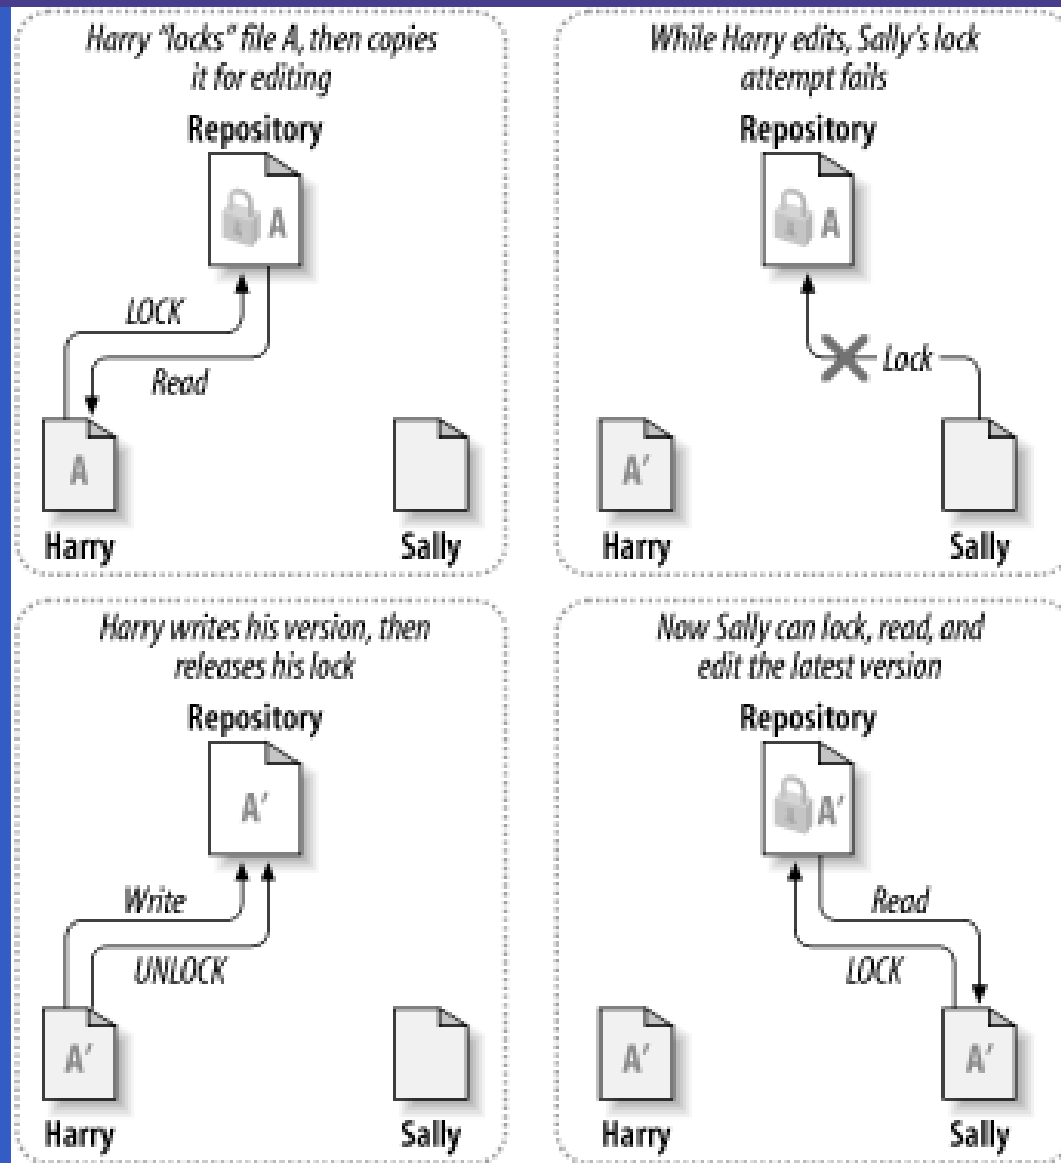 Harry "locks" file A, then copies
it for editing
Repository
A
LOCK
Read
A
Harry
Sally
While Harry edits, Sally's lock
attempt fails
Repository
A
Lock
A′
Harry
Sally
Harry writes his version, then
releases his lock
Repository
A′
Write
UNLOCK
A′
Harry
Sally
Now Sally can lock, read, and
edit the latest version
Repository
A′
Read
LOCK
A′
Harry
A′
Sally